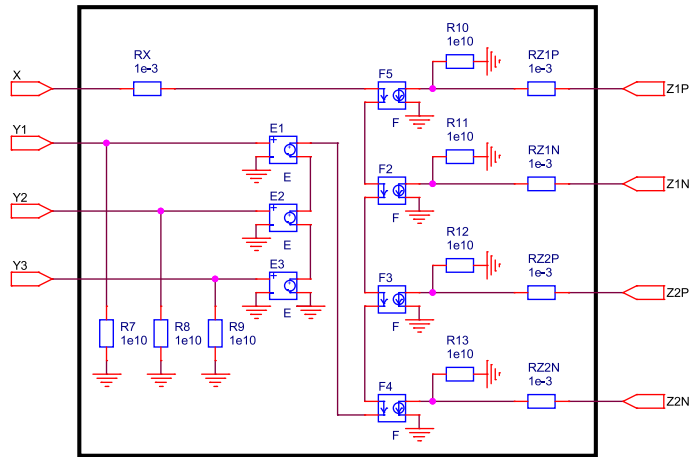 R10
1e10
RX
1e-3
F5
RZ1P
1e-3
X
Z1P
F
Y1
E1
R11
1e10
RZ1N
1e-3
E
F2
Z1N
Y2
E2
F
E
R12
1e10
RZ2P
1e-3
Y3
E3
F3
Z2P
E
F
R7
1e10
R8
1e10
R9
1e10
R13
1e10
RZ2N
1e-3
F4
Z2N
F